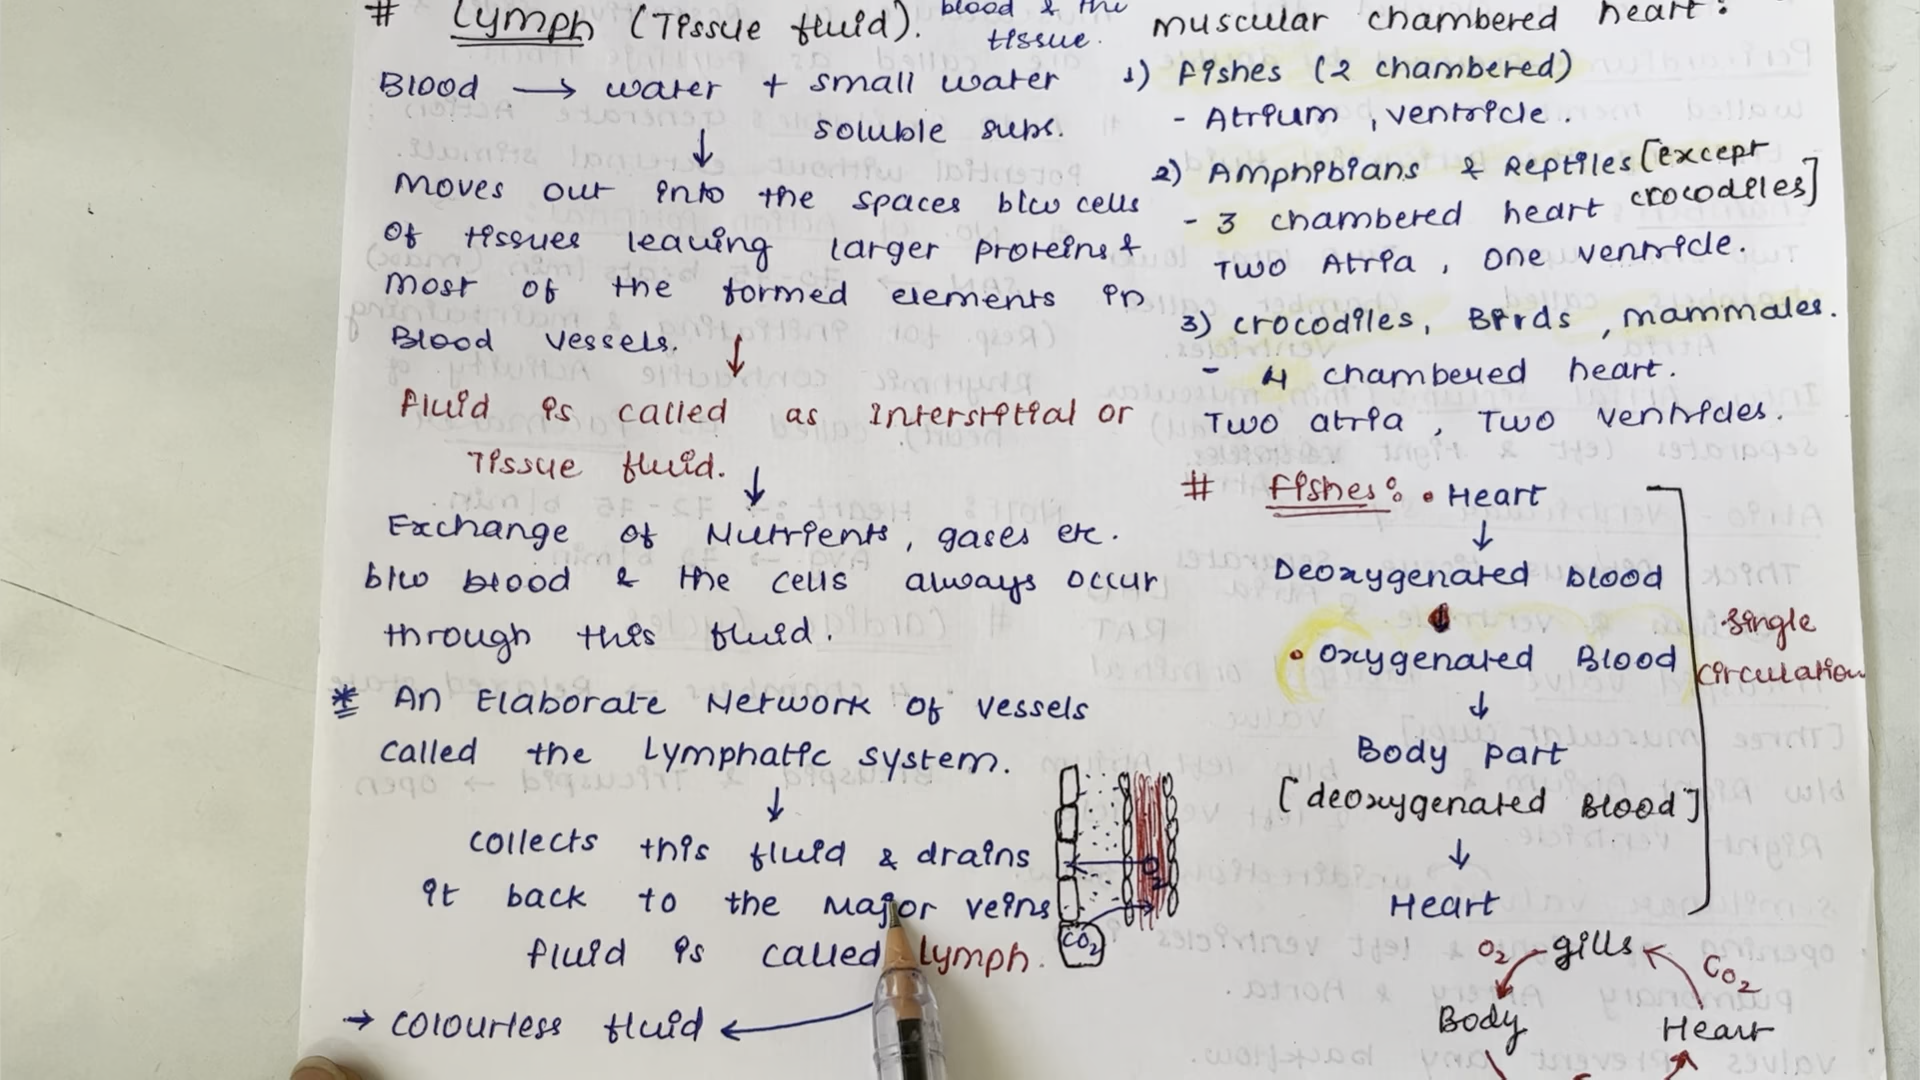 # Lymph (Tissue fluid).
blood & the
tissue.
Blood → water + small water
soluble subs.
↓
Moves out into the spaces b/w cells
of tissues leaving larger proteins &
Most of the formed elements in
Blood vessels.
↓
fluid is called as Interstitial or
Tissue fluid.
↓
Exchange of Nutrients, gases etc.
b/w blood & the cells always occur
through this fluid.
* An Elaborate Network of vessels
called the Lymphatic system.
↓
collects this fluid & drains
it back to the Major veins
fluid is called Lymph.
→ colourless fluid ←
O2
CO2
muscular chambered heart:
1) Fishes (2 chambered)
- Atrium, ventricle.
2) Amphibians & Reptiles [except
crocodiles]
- 3 chambered heart
Two Atria, one ventricle.
3) crocodiles, Birds, mammales.
- 4 chambered heart.
Two atria, Two ventricles.
# Fishes: • Heart
↓
Deoxygenated blood
• Oxygenated Blood
↓
Body part
[deoxygenated Blood]
↓
Heart
single
circulation
O2 gills CO2
Body Heart